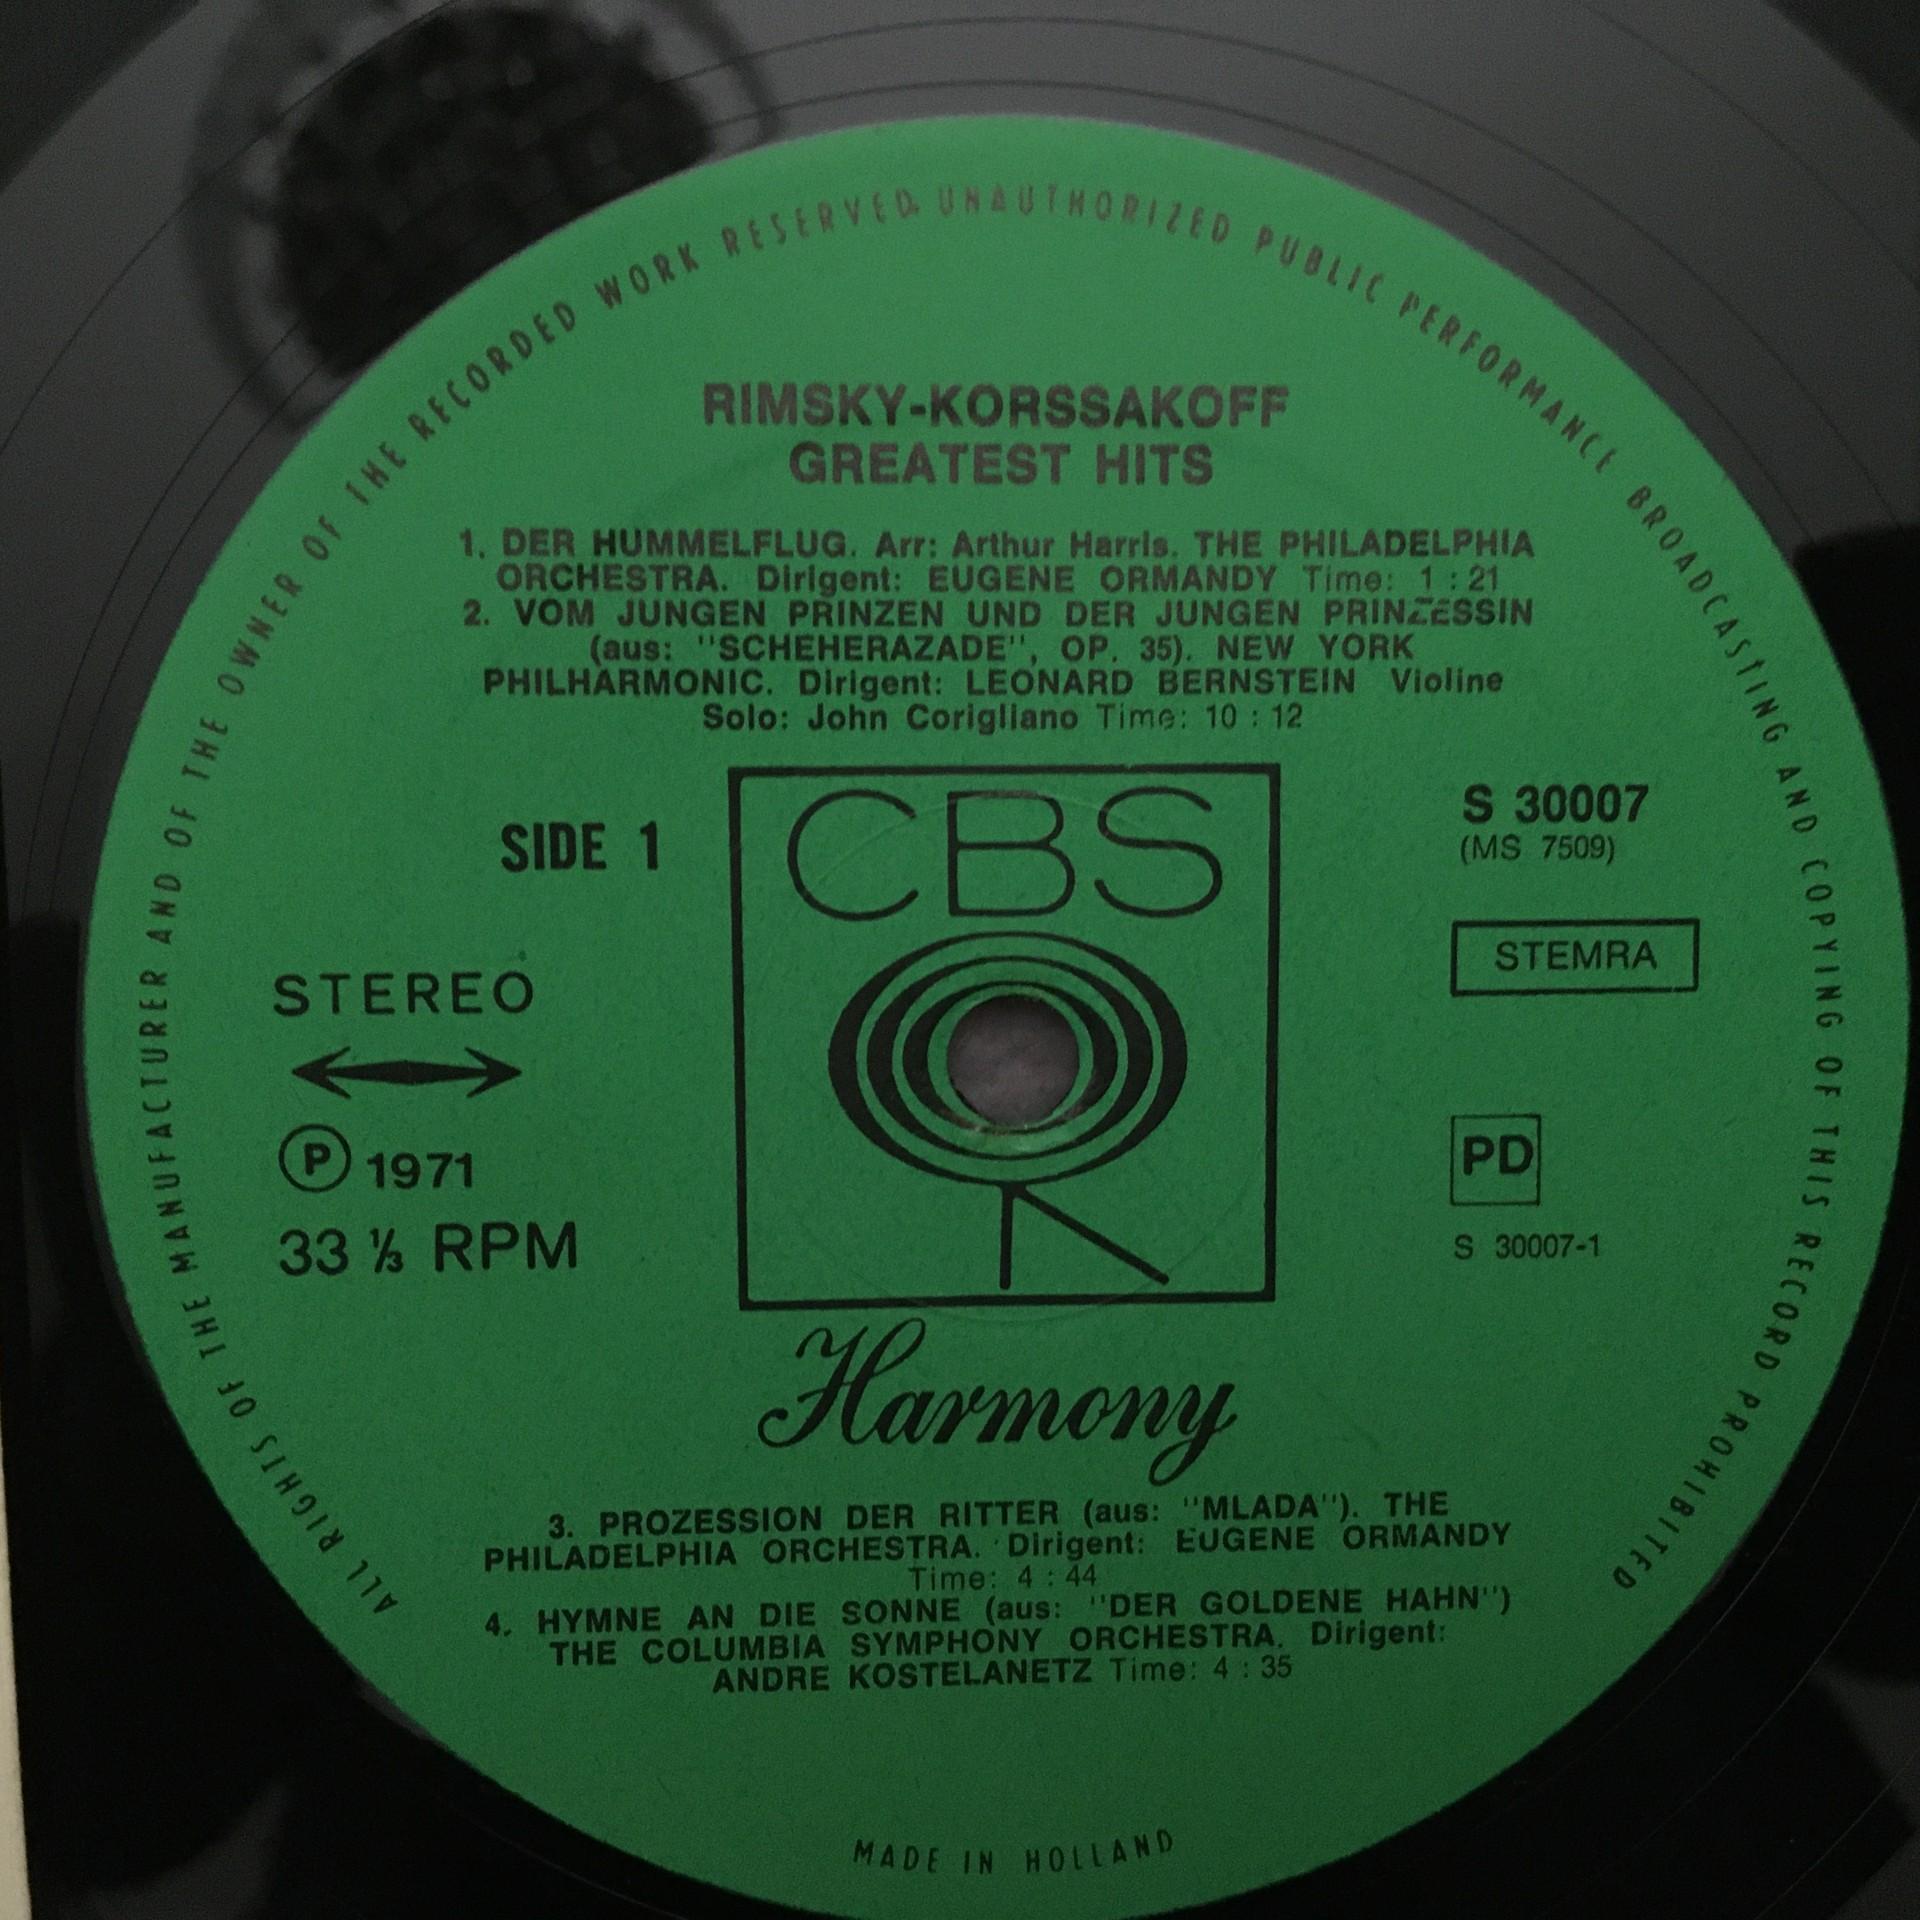 ALL RIGHTS OF THE MANUFACTURER AND OF THE OWNER OF THE RECORDED WORK RESERVED. UNAUTHORIZED PUBLIC PERFORMANCE BROADCASTING AND COPYING OF THIS RECORD PROHIBITED
RIMSKY-KORSSAKOFF
GREATEST HITS
1. DER HUMMELFLUG. Arr: Arthur Harris. THE PHILADELPHIA
ORCHESTRA. Dirigent: EUGENE ORMANDY Time: 1 : 21
2. VOM JUNGEN PRINZEN UND DER JUNGEN PRINZESSIN
(aus: "SCHEHERAZADE", OP. 35). NEW YORK
PHILHARMONIC. Dirigent: LEONARD BERNSTEIN Violine
Solo: John Corigliano Time: 10 : 12
CBS
SIDE 1
S 30007
(MS 7509)
STEMRA
STEREO
Ⓟ 1971
33 ⅓ RPM
PD
S 30007-1
Harmony
3. PROZESSION DER RITTER (aus: "MLADA"). THE
PHILADELPHIA ORCHESTRA. Dirigent: EUGENE ORMANDY
Time: 4 : 44
4. HYMNE AN DIE SONNE (aus: "DER GOLDENE HAHN")
THE COLUMBIA SYMPHONY ORCHESTRA. Dirigent:
ANDRE KOSTELANETZ Time: 4 : 35
MADE IN HOLLAND